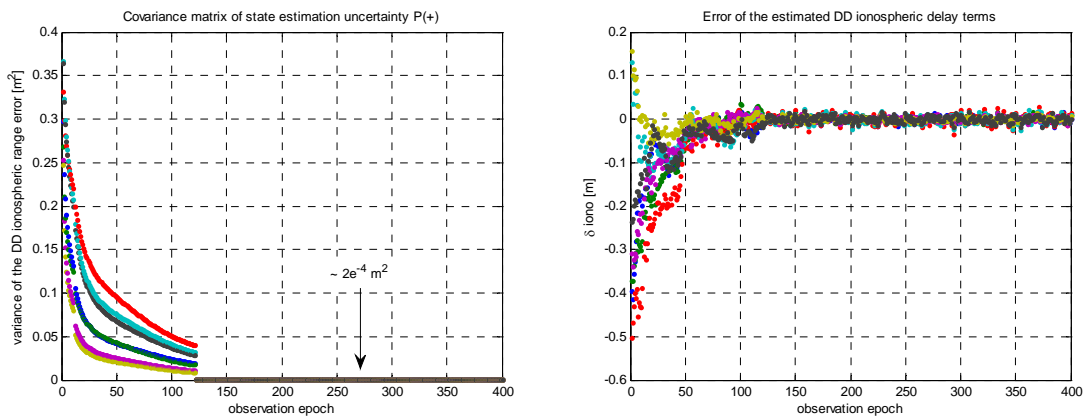 Covariance matrix of state estimation uncertainty P(+)
variance of the DD ionospheric range error [m²]
0.4
0.35
0.3
0.25
0.2
0.15
0.1
0.05
0
~ 2e⁻⁴ m²
0 50 100 150 200 250 300 350 400
observation epoch
Error of the estimated DD ionospheric delay terms
δ iono [m]
0.2
0.1
0
-0.1
-0.2
-0.3
-0.4
-0.5
-0.6
0 50 100 150 200 250 300 350 400
observation epoch